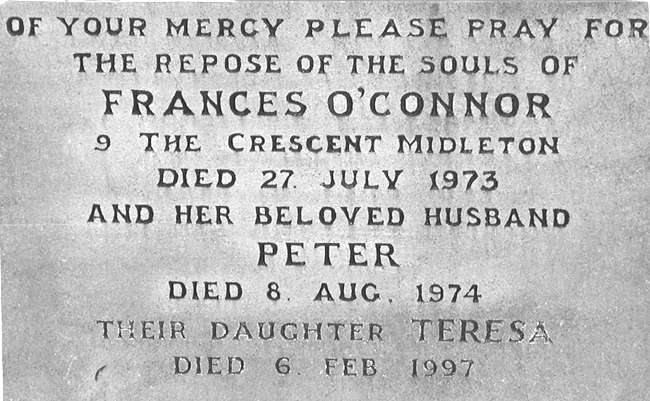 OF YOUR MERCY PLEASE PRAY FOR
THE REPOSE OF THE SOULS OF
FRANCES O'CONNOR
9 THE CRESCENT MIDLETON
DIED 27. JULY 1973
AND HER BELOVED HUSBAND
PETER
DIED 8. AUG. 1974
THEIR DAUGHTER TERESA
DIED 6. FEB 1997